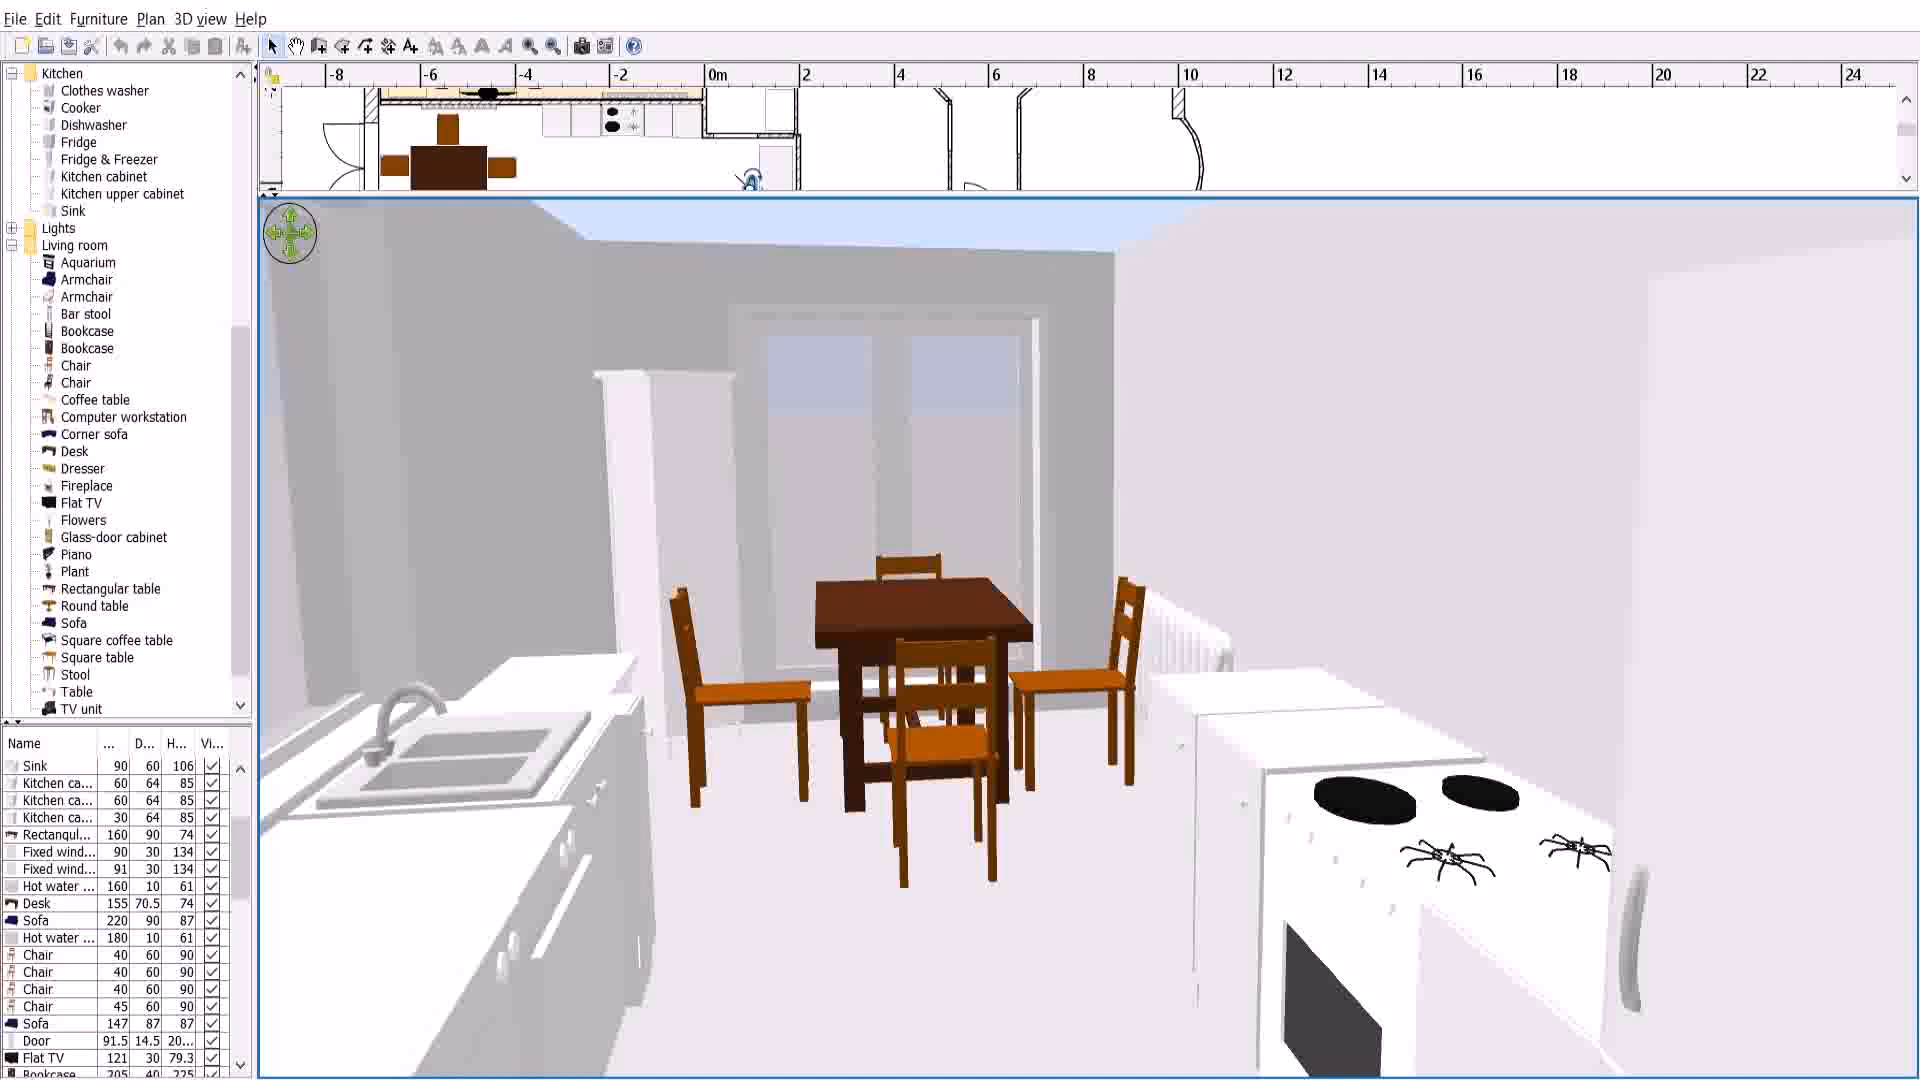 File Edit Furniture Plan 3D view Help
-8 -6 -4 -2 0m 2 4 6 8 10 12 14 16 18 20 22 24
Kitchen
Clothes washer
Cooker
Dishwasher
Fridge
Fridge & Freezer
Kitchen cabinet
Kitchen upper cabinet
Sink
Lights
Living room
Aquarium
Armchair
Armchair
Bar stool
Bookcase
Bookcase
Chair
Chair
Coffee table
Computer workstation
Corner sofa
Desk
Dresser
Fireplace
Flat TV
Flowers
Glass-door cabinet
Piano
Plant
Rectangular table
Round table
Sofa
Square coffee table
Square table
Stool
Table
TV unit
Name ... D... H... Vi...
Sink 90 60 106
Kitchen ca... 60 64 85
Kitchen ca... 60 64 85
Kitchen ca... 30 64 85
Rectangul... 160 90 74
Fixed wind... 90 30 134
Fixed wind... 91 30 134
Hot water ... 160 10 61
Desk 155 70.5 74
Sofa 220 90 87
Hot water ... 180 10 61
Chair 40 60 90
Chair 40 60 90
Chair 40 60 90
Chair 45 60 90
Sofa 147 87 87
Door 91.5 14.5 20...
Flat TV 121 30 79.3
Bookcase 205 40 225